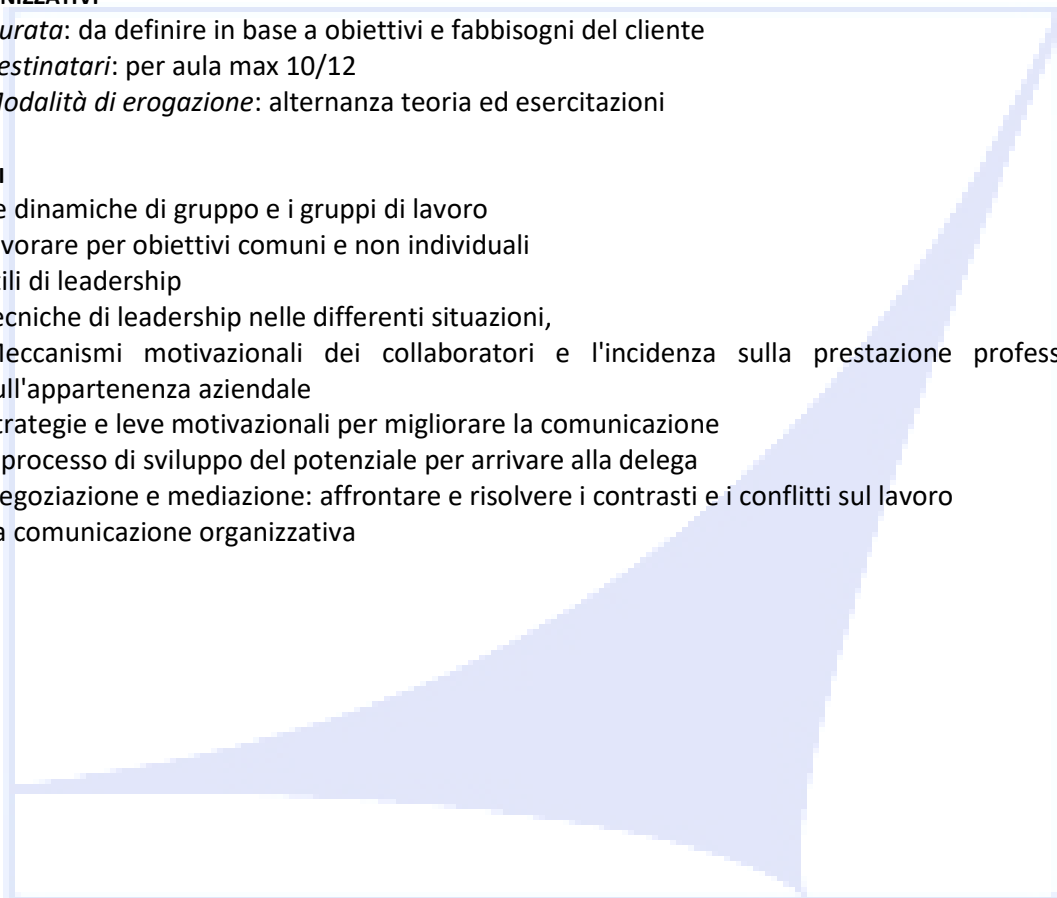 NIZZATIVI
urata: da definire in base a obiettivi e fabbisogni del cliente
estinatari: per aula max 10/12
Modalità di erogazione: alternanza teoria ed esercitazioni
I
e dinamiche di gruppo e i gruppi di lavoro
vorare per obiettivi comuni e non individuali
tili di leadership
ecniche di leadership nelle differenti situazioni,
Meccanismi motivazionali dei collaboratori e l'incidenza sulla prestazione profess
ull'appartenenza aziendale
trategie e leve motivazionali per migliorare la comunicazione
processo di sviluppo del potenziale per arrivare alla delega
egoziazione e mediazione: affrontare e risolvere i contrasti e i conflitti sul lavoro
a comunicazione organizzativa